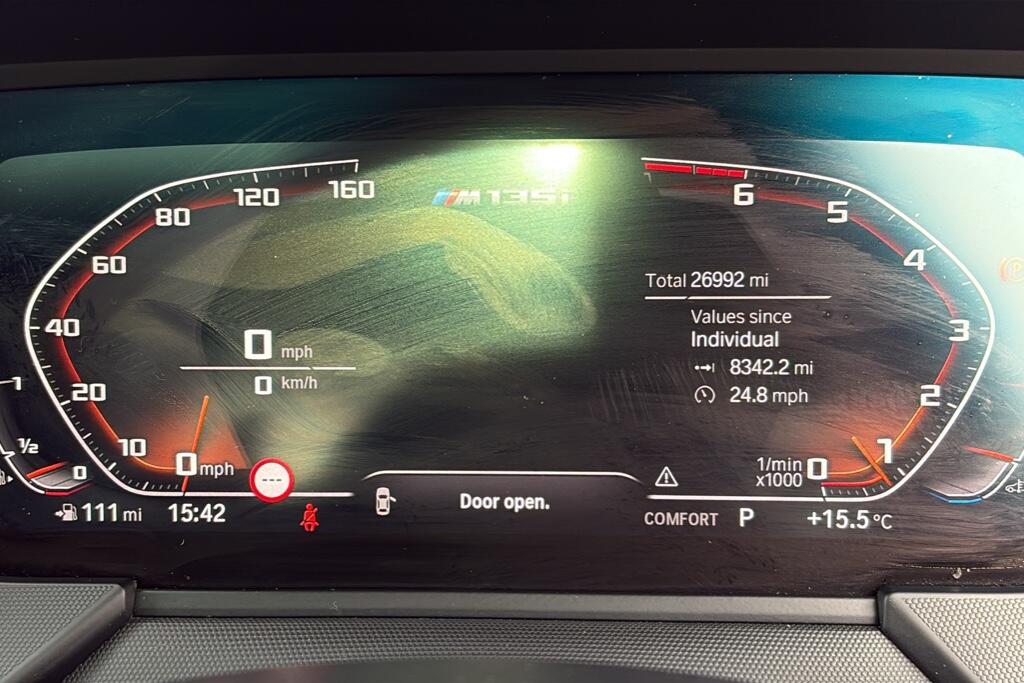 M135i
160
120
80
60
40
20
10
0 mph
0 mph
0 km/h
1
½
0
6
5
4
3
2
1
0
1/min
x1000
Total 26992 mi
Values since
Individual
8342.2 mi
24.8 mph
---
Door open.
111 mi
15:42
COMFORT P
+15.5°C
P